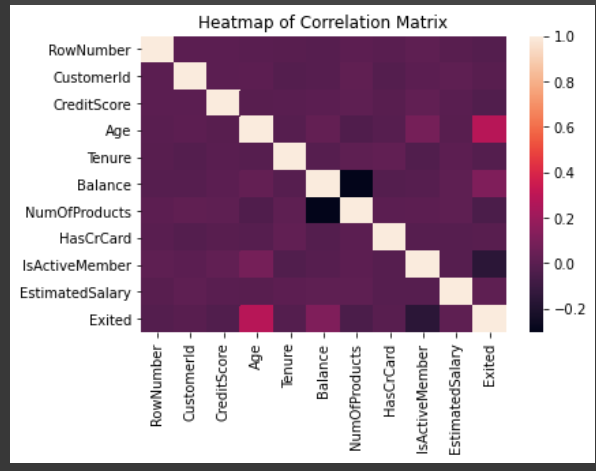 Heatmap of Correlation Matrix
RowNumber
CustomerId
CreditScore
Age
Tenure
Balance
NumOfProducts
HasCrCard
IsActiveMember
EstimatedSalary
Exited
RowNumber
CustomerId
CreditScore
Age
Tenure
Balance
NumOfProducts
HasCrCard
IsActiveMember
EstimatedSalary
Exited
1.0
0.8
0.6
0.4
0.2
0.0
−0.2